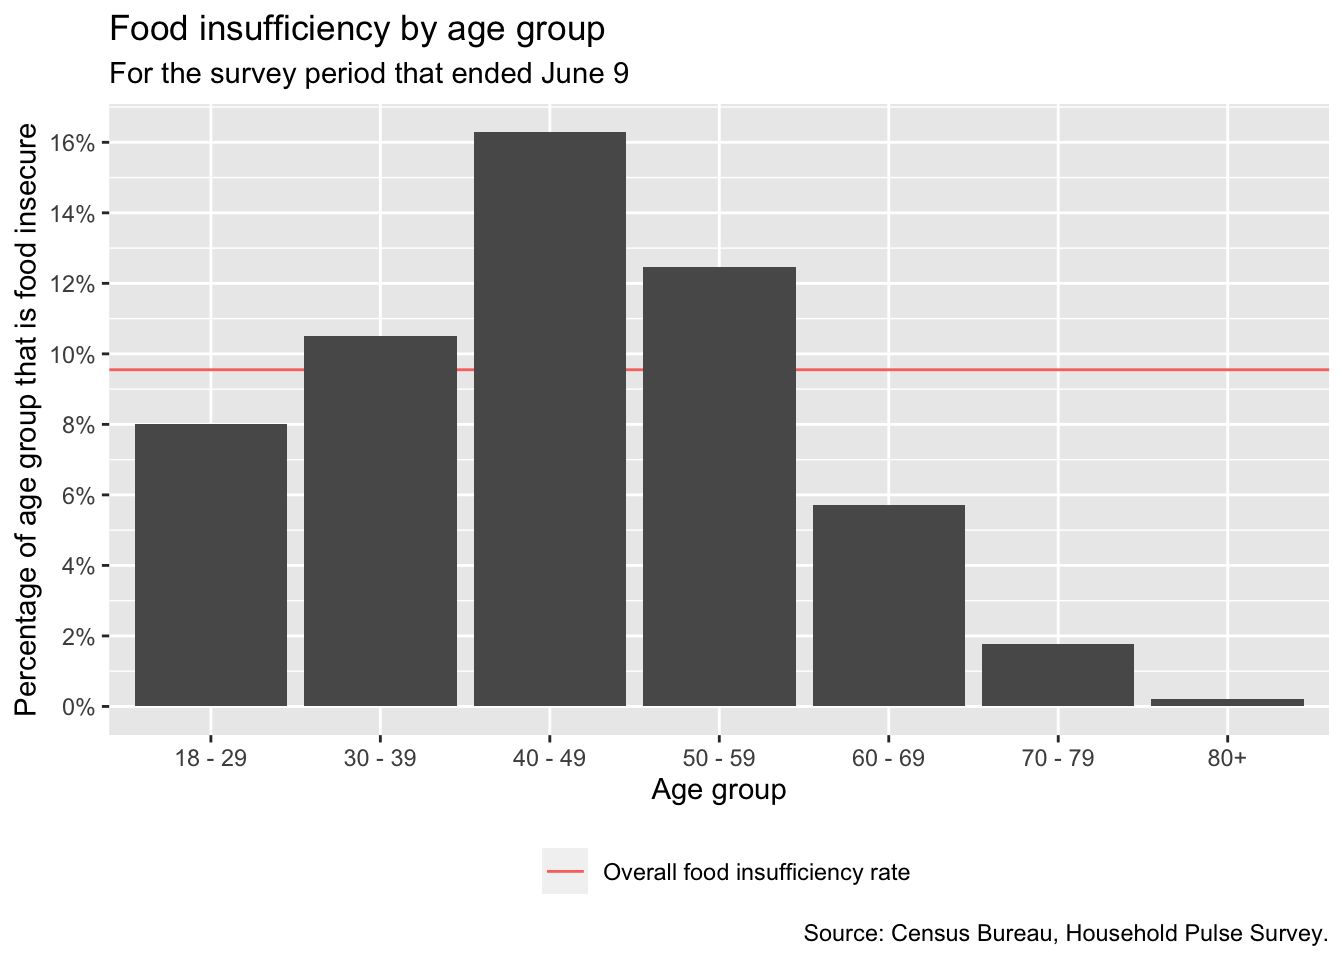 Food insufficiency by age group
For the survey period that ended June 9
Percentage of age group that is food insecure
16%
14%
12%
10%
8%
6%
4%
2%
0%
18 - 29
30 - 39
40 - 49
50 - 59
60 - 69
70 - 79
80+
Age group
Overall food insufficiency rate
Source: Census Bureau, Household Pulse Survey.